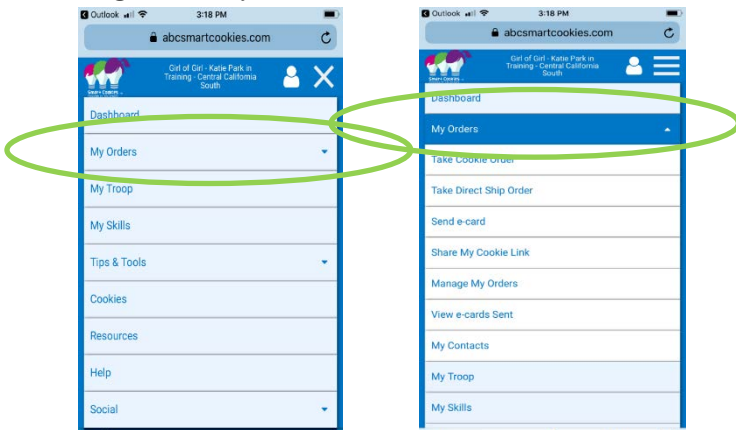 Outlook 3:18 PM
abcsmartcookies.com
Girl of Girl - Katie Park in
Training - Central California
South
Dashboard
My Orders
My Troop
My Skills
Tips & Tools
Cookies
Resources
Help
Social
Outlook 3:18 PM
abcsmartcookies.com
Girl of Girl - Katie Park in
Training - Central California
South
Dashboard
My Orders
Take Cookie Order
Take Direct Ship Order
Send e-card
Share My Cookie Link
Manage My Orders
View e-cards Sent
My Contacts
My Troop
My Skills